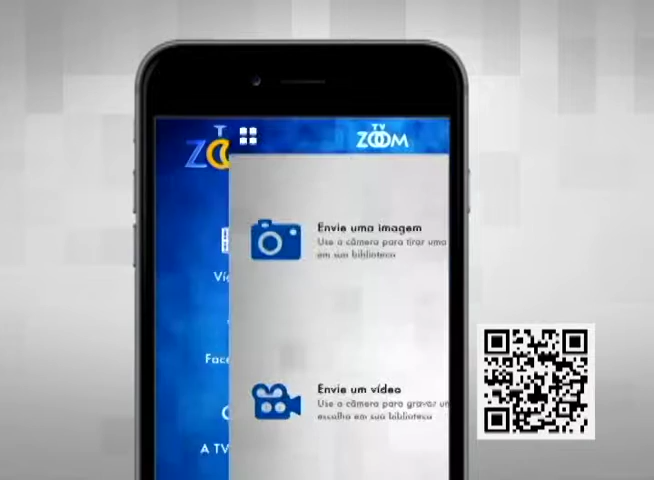 TV
ZOOM
Envie uma imagem
Use a câmera para tirar uma
em sua biblioteca
Envie um vídeo
Use a câmera para gravar
escolha em sua biblioteca
A TV